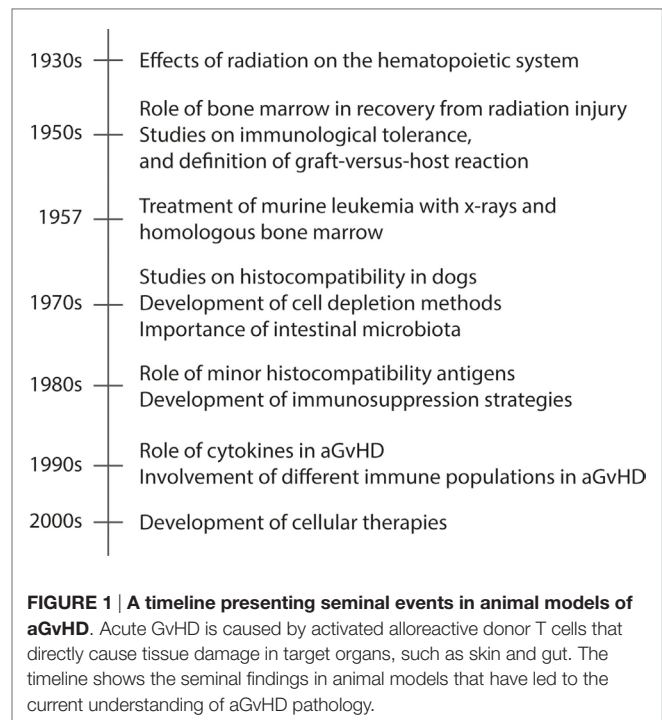 1930s Effects of radiation on the hematopoietic system
Role of bone marrow in recovery from radiation injury
1950s Studies on immunological tolerance,
and definition of graft-versus-host reaction
1957 Treatment of murine leukemia with x-rays and
homologous bone marrow
Studies on histocompatibility in dogs
1970s Development of cell depletion methods
Importance of intestinal microbiota
1980s Role of minor histocompatibility antigens
Development of immunosuppression strategies
1990s Role of cytokines in aGvHD
Involvement of different immune populations in aGvHD
2000s Development of cellular therapies
FIGURE 1 | A timeline presenting seminal events in animal models of
aGvHD. Acute GvHD is caused by activated alloreactive donor T cells that
directly cause tissue damage in target organs, such as skin and gut. The
timeline shows the seminal findings in animal models that have led to the
current understanding of aGvHD pathology.